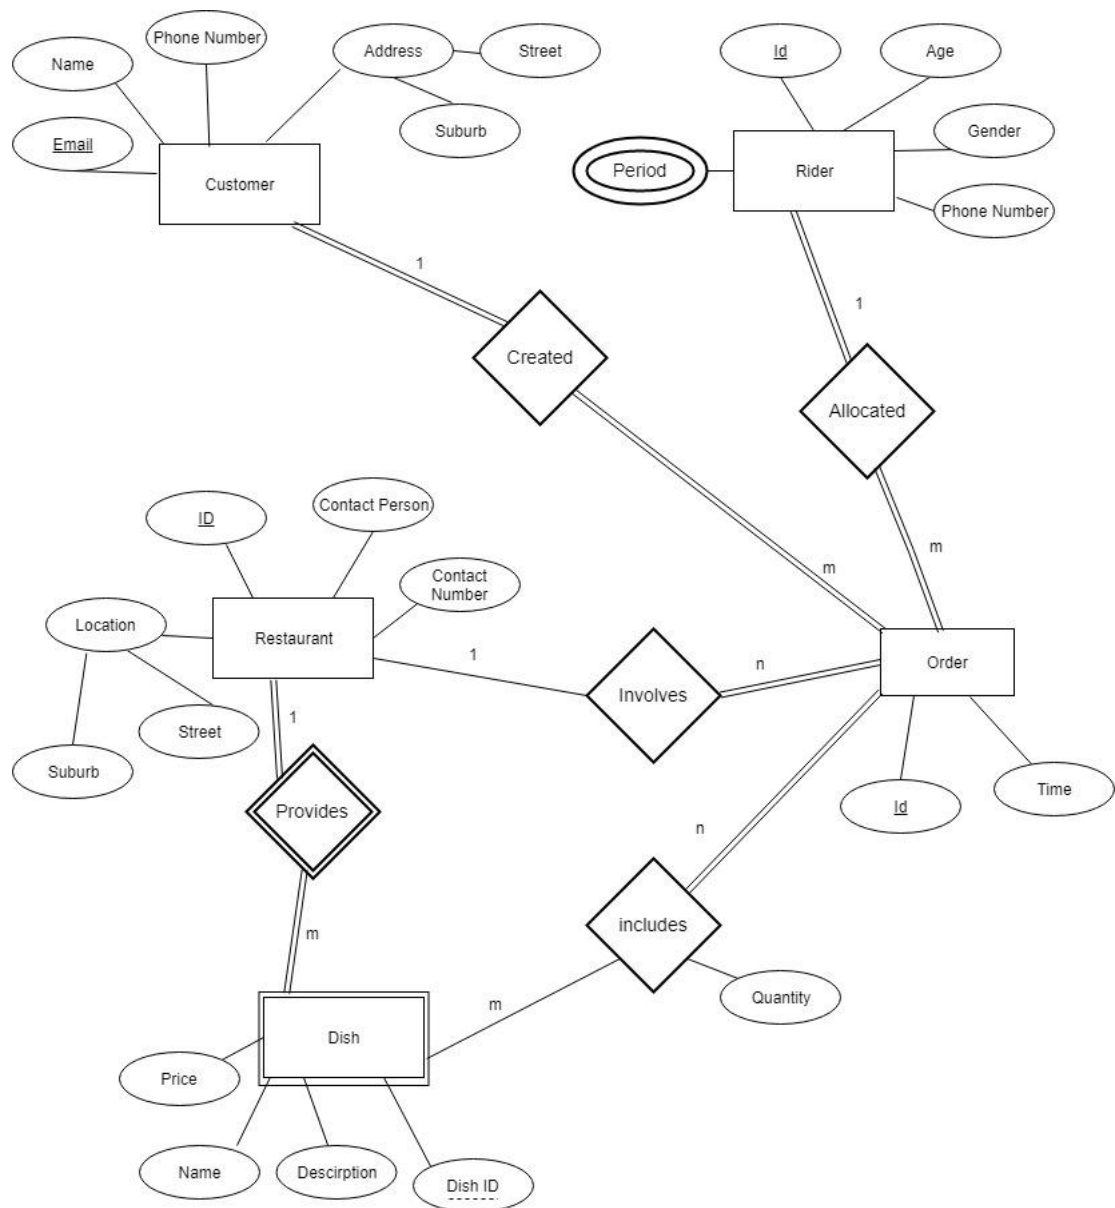 Phone Number
Name
Address
Street
Email
Suburb
Customer
Id
Age
Gender
Period
Rider
Phone Number
1
1
Created
Allocated
m
m
ID
Contact Person
Contact
Number
Location
Restaurant
1
n
Order
Involves
1
Street
Suburb
Provides
Id
Time
n
m
includes
m
Quantity
Dish
Price
Name
Descirption
Dish ID